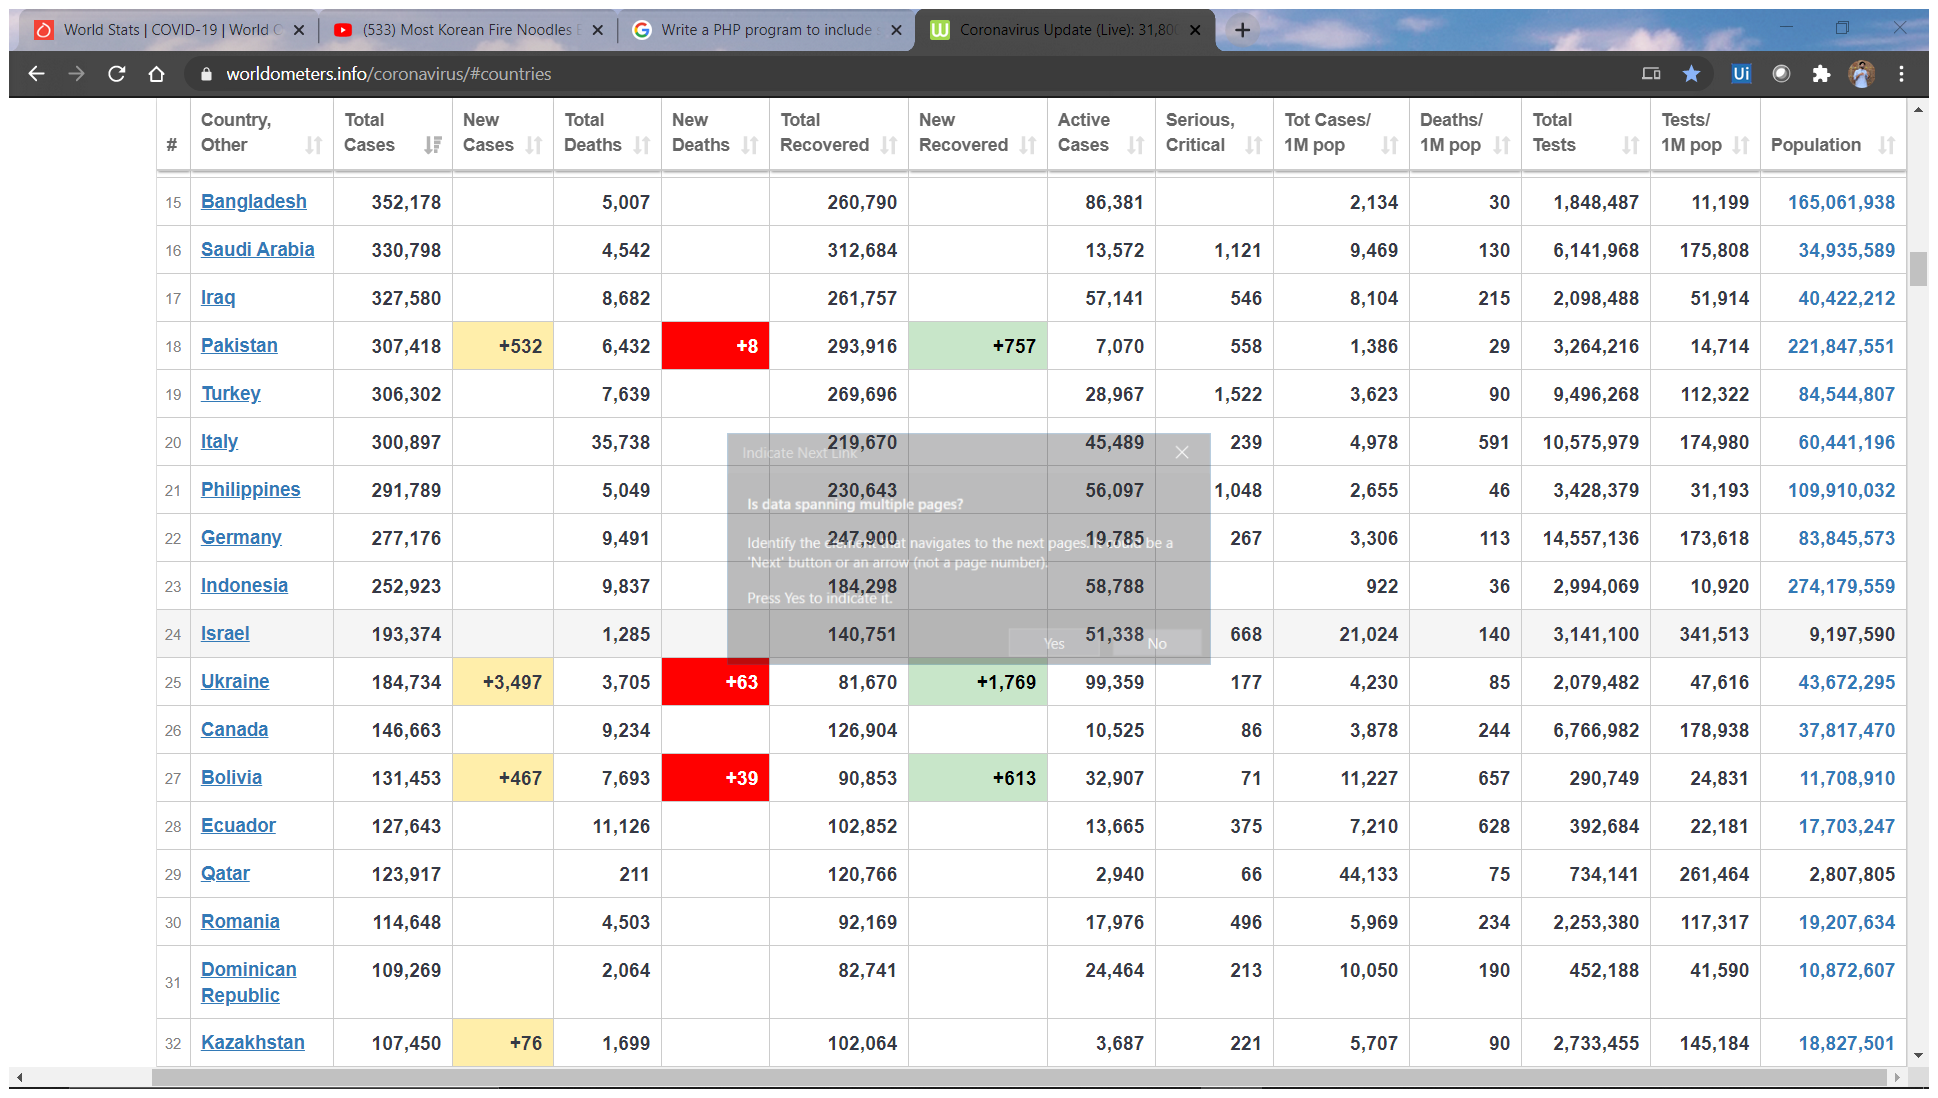 World Stats | COVID-19 | World C
(533) Most Korean Fire Noodles E
Write a PHP program to include s
Coronavirus Update (Live): 31,80
worldometers.info/coronavirus/#countries
Ui
# Country, Other Total Cases New Cases Total Deaths New Deaths Total Recovered New Recovered Active Cases Serious, Critical Tot Cases/ 1M pop Deaths/ 1M pop Total Tests Tests/ 1M pop Population
15 Bangladesh 352,178 5,007 260,790 86,381 2,134 30 1,848,487 11,199 165,061,938
16 Saudi Arabia 330,798 4,542 312,684 13,572 1,121 9,469 130 6,141,968 175,808 34,935,589
17 Iraq 327,580 8,682 261,757 57,141 546 8,104 215 2,098,488 51,914 40,422,212
18 Pakistan 307,418 +532 6,432 +8 293,916 +757 7,070 558 1,386 29 3,264,216 14,714 221,847,551
19 Turkey 306,302 7,639 269,696 28,967 1,522 3,623 90 9,496,268 112,322 84,544,807
20 Italy 300,897 35,738 219,670 45,489 239 4,978 591 10,575,979 174,980 60,441,196
21 Philippines 291,789 5,049 230,643 56,097 1,048 2,655 46 3,428,379 31,193 109,910,032
22 Germany 277,176 9,491 247,900 19,785 267 3,306 113 14,557,136 173,618 83,845,573
23 Indonesia 252,923 9,837 184,298 58,788 922 36 2,994,069 10,920 274,179,559
24 Israel 193,374 1,285 140,751 51,338 668 21,024 140 3,141,100 341,513 9,197,590
25 Ukraine 184,734 +3,497 3,705 +63 81,670 +1,769 99,359 177 4,230 85 2,079,482 47,616 43,672,295
26 Canada 146,663 9,234 126,904 10,525 86 3,878 244 6,766,982 178,938 37,817,470
27 Bolivia 131,453 +467 7,693 +39 90,853 +613 32,907 71 11,227 657 290,749 24,831 11,708,910
28 Ecuador 127,643 11,126 102,852 13,665 375 7,210 628 392,684 22,181 17,703,247
29 Qatar 123,917 211 120,766 2,940 66 44,133 75 734,141 261,464 2,807,805
30 Romania 114,648 4,503 92,169 17,976 496 5,969 234 2,253,380 117,317 19,207,634
31 Dominican Republic 109,269 2,064 82,741 24,464 213 10,050 190 452,188 41,590 10,872,607
32 Kazakhstan 107,450 +76 1,699 102,064 3,687 221 5,707 90 2,733,455 145,184 18,827,501
Indicate Next Link
Is data spanning multiple pages?
Identify the element that navigates to the next pages. It could be a
'Next' button or an arrow (not a page number).
Press Yes to indicate it.
Yes No